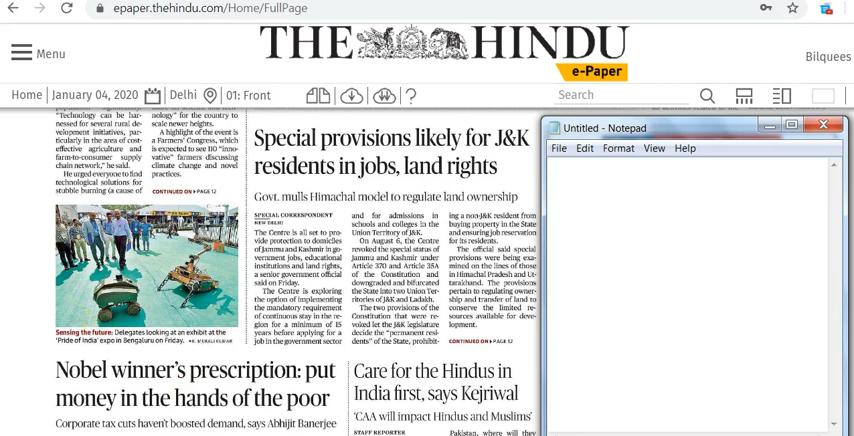 epaper.thehindu.com/Home/FullPage
THE HINDU
e-Paper
Menu
Bilquees
Home January 04, 2020 Delhi 01: Front
?
Search
"Technology can be har-
nessed for several rural de-
velopment initiatives, par-
ticularly in the area of cost-
effective agriculture and
farm-to-consumer supply
chain network," he said.
He urged everyone to find
technological solutions for
stubble burning (a cause of
nology" for the country to
scale newer heights.
A highlight of the event is
a Farmers' Congress, which
is expected to see 110 "inno-
vative" farmers discussing
climate change and novel
practices.
CONTINUED ON PAGE 12
Sensing the future: Delegates looking at an exhibit at the
'Pride of India' expo in Bengaluru on Friday. K. MURALI KUMAR
Special provisions likely for J&K
residents in jobs, land rights
Govt. mulls Himachal model to regulate land ownership
SPECIAL CORRESPONDENT
NEW DELHI
The Centre is all set to pro-
vide protection to domiciles
of Jammu and Kashmir in go-
vernment jobs, educational
institutions and land rights,
a senior government official
said on Friday.
The Centre is exploring
the option of implementing
the mandatory requirement
of continuous stay in the re-
gion for a minimum of 15
years before applying for a
job in the government sector
and for admissions in
schools and colleges in the
Union Territory of J&K.
On August 6, the Centre
revoked the special status of
Jammu and Kashmir under
Article 370 and Article 35A
of the Constitution and
downgraded and bifurcated
the State into two Union Ter-
ritories of J&K and Ladakh.
The two provisions of the
Constitution that were re-
voked let the J&K legislature
decide the "permanent resi-
dents" of the State, prohibit-
ing a non-J&K resident from
buying property in the State
and ensuring job reservation
for its residents.
The official said special
provisions were being exa-
mined on the lines of those
in Himachal Pradesh and Ut-
tarakhand. The provisions
pertain to regulating owner-
ship and transfer of land to
conserve the limited re-
sources available for deve-
lopment.
CONTINUED ON PAGE 12
Nobel winner's prescription: put
money in the hands of the poor
Corporate tax cuts haven't boosted demand, says Abhijit Banerjee
Care for the Hindus in
India first, says Kejriwal
'CAA will impact Hindus and Muslims'
STAFF REPORTER
Pakistan, where will they
Untitled - Notepad
File Edit Format View Help